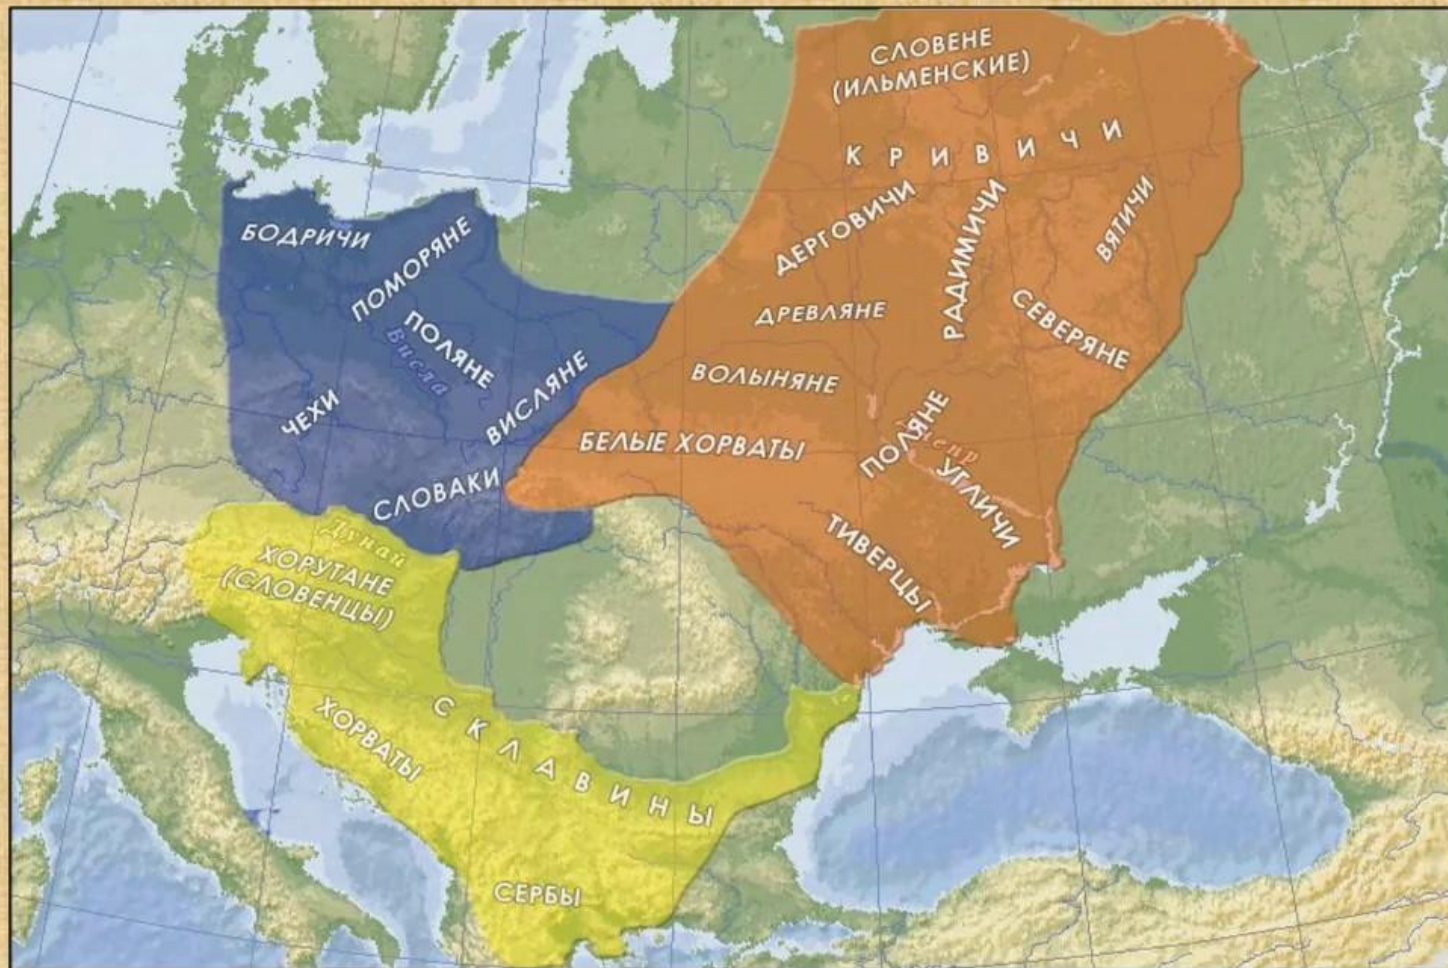 СЛОВЕНЕ
(ИЛЬМЕНСКИЕ)
КРИВИЧИ
ДЕРГОВИЧИ
РАДИМИЧИ
ВЯТИЧИ
БОДРИЧИ
ПОМОРЯНЕ
ПОЛЯНЕ
Висла
ДРЕВЛЯНЕ
СЕВЕРЯНЕ
ЧЕХИ
ВИСЛЯНЕ
ВОЛЫНЯНЕ
БЕЛЫЕ ХОРВАТЫ
ПОЛЯНЕ
Днепр
УГЛИЧИ
СЛОВАКИ
ТИВЕРЦЫ
Дунай
ХОРУТАНЕ
(СЛОВЕНЦЫ)
СКЛАВИНЫ
ХОРВАТЫ
СЕРБЫ